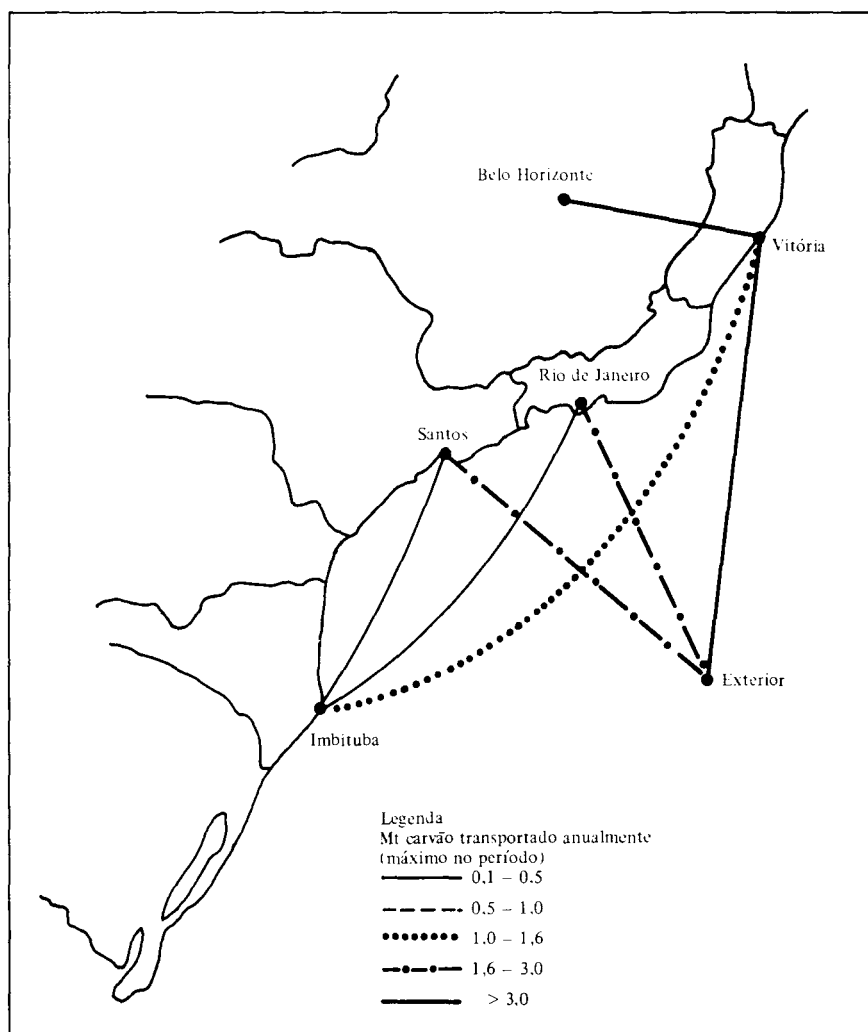 Belo Horizonte
Vitória
Rio de Janeiro
Santos
Exterior
Imbituba
Legenda
Mt carvão transportado anualmente
(máximo no período)
0,1 – 0.5
0.5 – 1.0
1.0 – 1,6
1,6 – 3.0
> 3,0